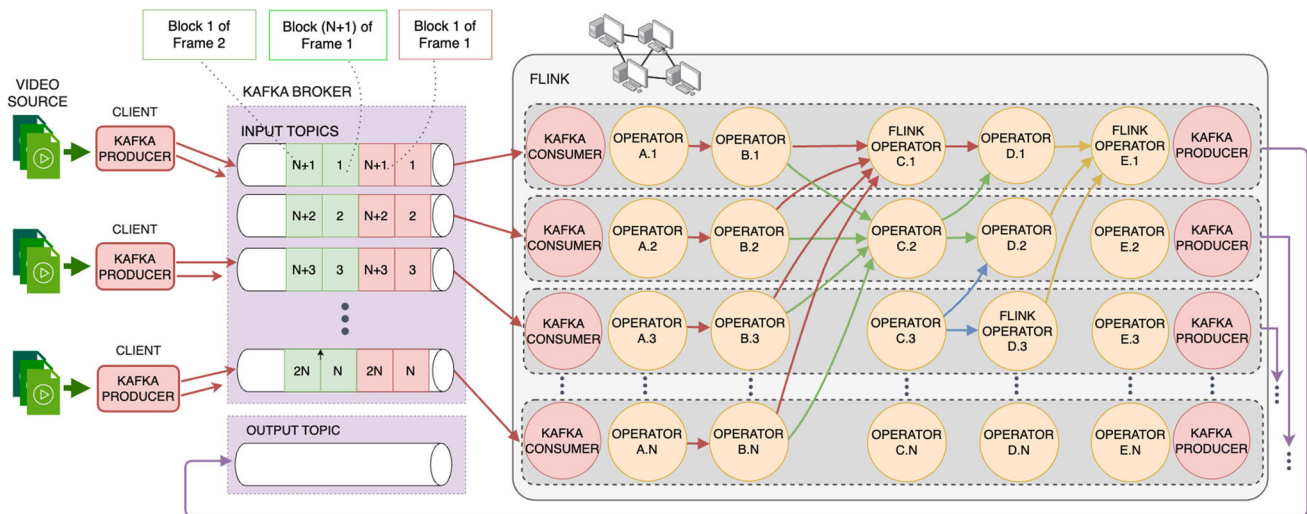 Block 1 of
Frame 2
Block (N+1) of
Frame 1
Block 1 of
Frame 1
VIDEO
SOURCE
CLIENT
KAFKA
PRODUCER
CLIENT
KAFKA
PRODUCER
CLIENT
KAFKA
PRODUCER
CLIENT
KAFKA
PRODUCER
KAFKA BROKER
INPUT TOPICS
N+1 1 N+1 1
N+2 2 N+2 2
N+3 3 N+3 3
2N N 2N N
OUTPUT TOPIC
FLINK
KAFKA
CONSUMER
OPERATOR
A.1
OPERATOR
B.1
FLINK
OPERATOR
C.1
OPERATOR
D.1
FLINK
OPERATOR
E.1
KAFKA
PRODUCER
KAFKA
CONSUMER
OPERATOR
A.2
OPERATOR
B.2
OPERATOR
C.2
OPERATOR
D.2
OPERATOR
E.2
KAFKA
PRODUCER
KAFKA
CONSUMER
OPERATOR
A.3
OPERATOR
B.3
OPERATOR
C.3
FLINK
OPERATOR
D.3
OPERATOR
E.3
KAFKA
PRODUCER
KAFKA
CONSUMER
OPERATOR
A.N
OPERATOR
B.N
OPERATOR
C.N
OPERATOR
D.N
OPERATOR
E.N
KAFKA
PRODUCER